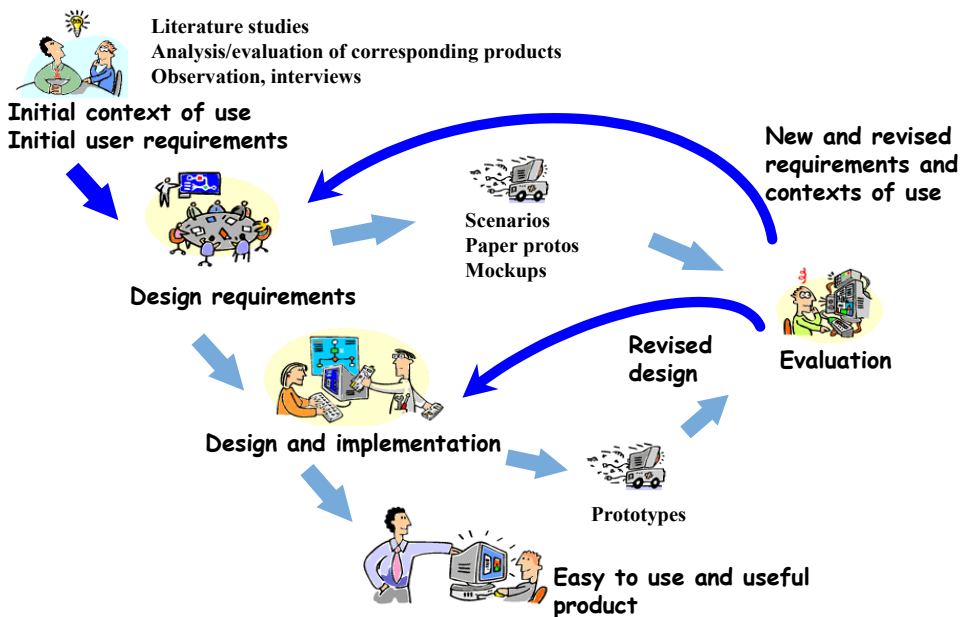 Literature studies
Analysis/evaluation of corresponding products
Observation, interviews
Initial context of use
Initial user requirements
New and revised
requirements and
contexts of use
Scenarios
Paper protos
Mockups
Design requirements
Revised
design
Evaluation
Design and implementation
Prototypes
Easy to use and useful
product